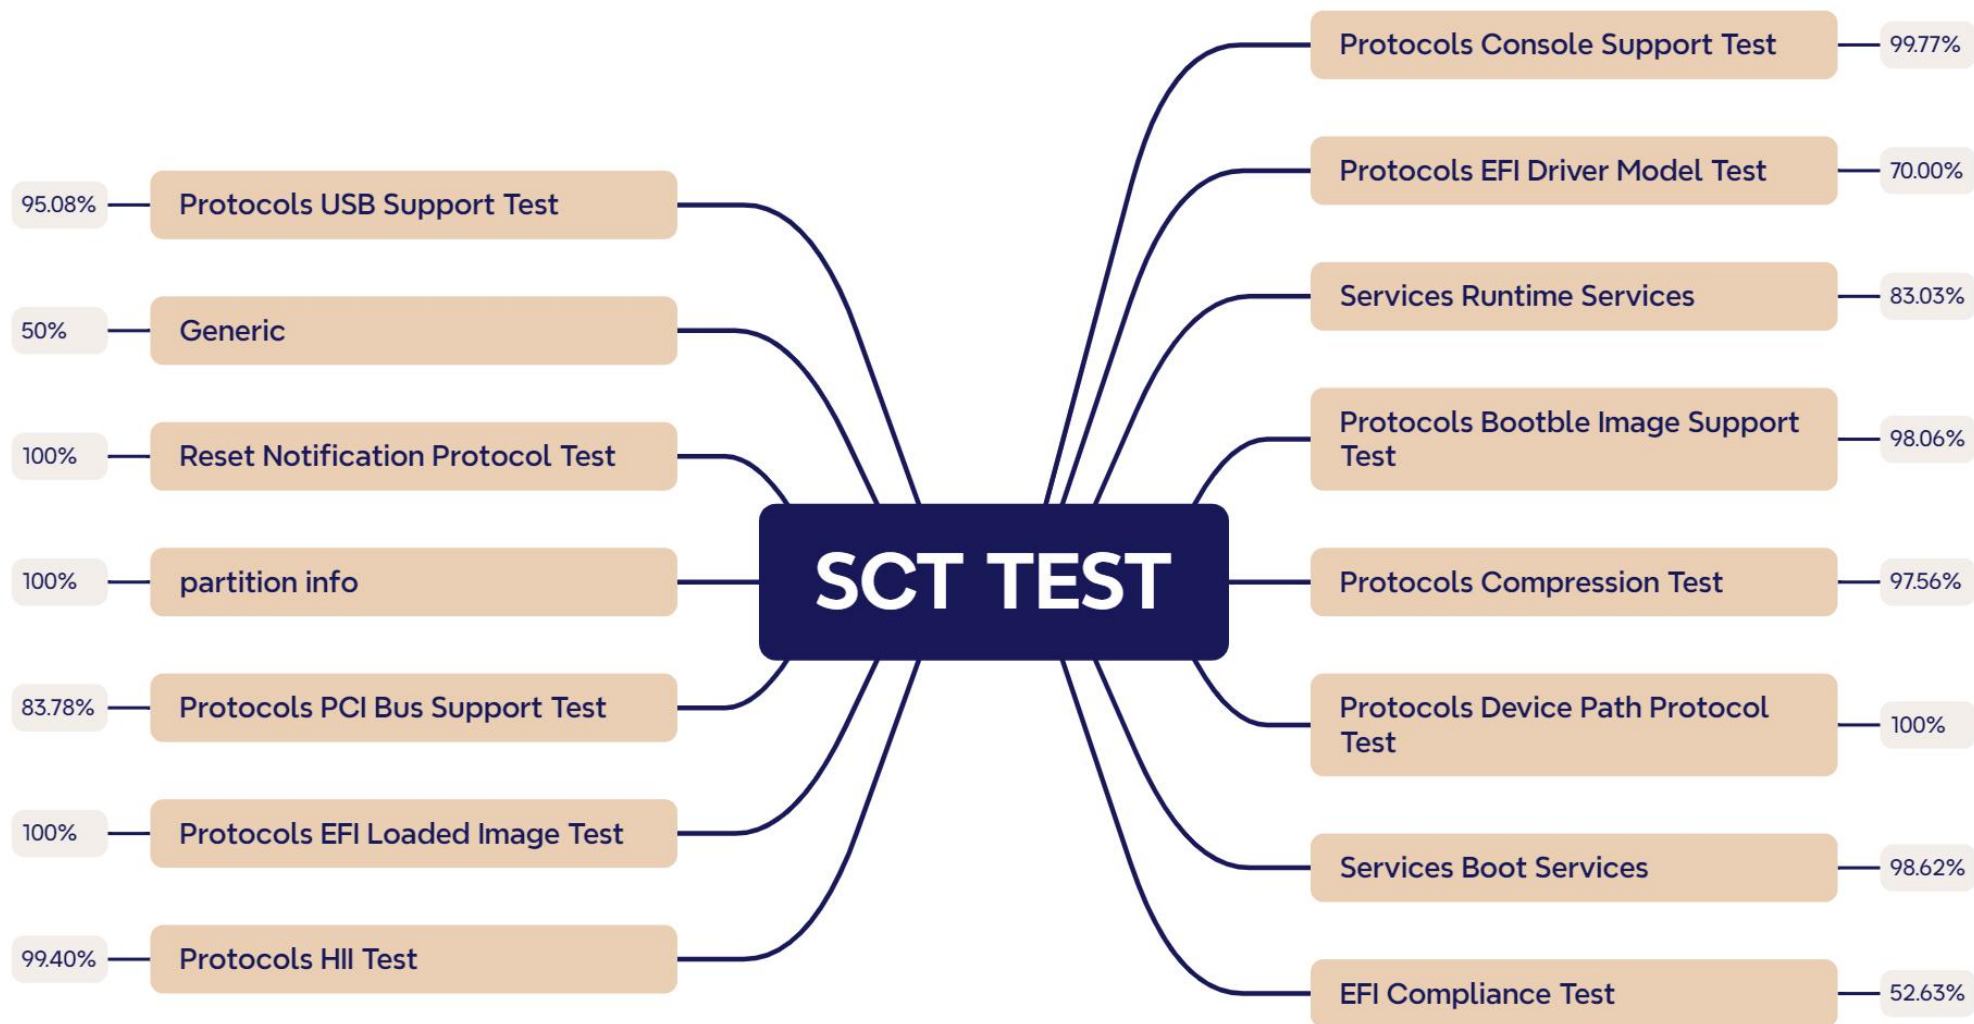 Protocols Console Support Test
99.77%
Protocols EFI Driver Model Test
70.00%
Services Runtime Services
83.03%
Protocols Bootble Image Support
Test
98.06%
Protocols Compression Test
97.56%
Protocols Device Path Protocol
Test
100%
Services Boot Services
98.62%
EFI Compliance Test
52.63%
SCT TEST
95.08%
Protocols USB Support Test
50%
Generic
100%
Reset Notification Protocol Test
100%
partition info
83.78%
Protocols PCI Bus Support Test
100%
Protocols EFI Loaded Image Test
99.40%
Protocols HII Test